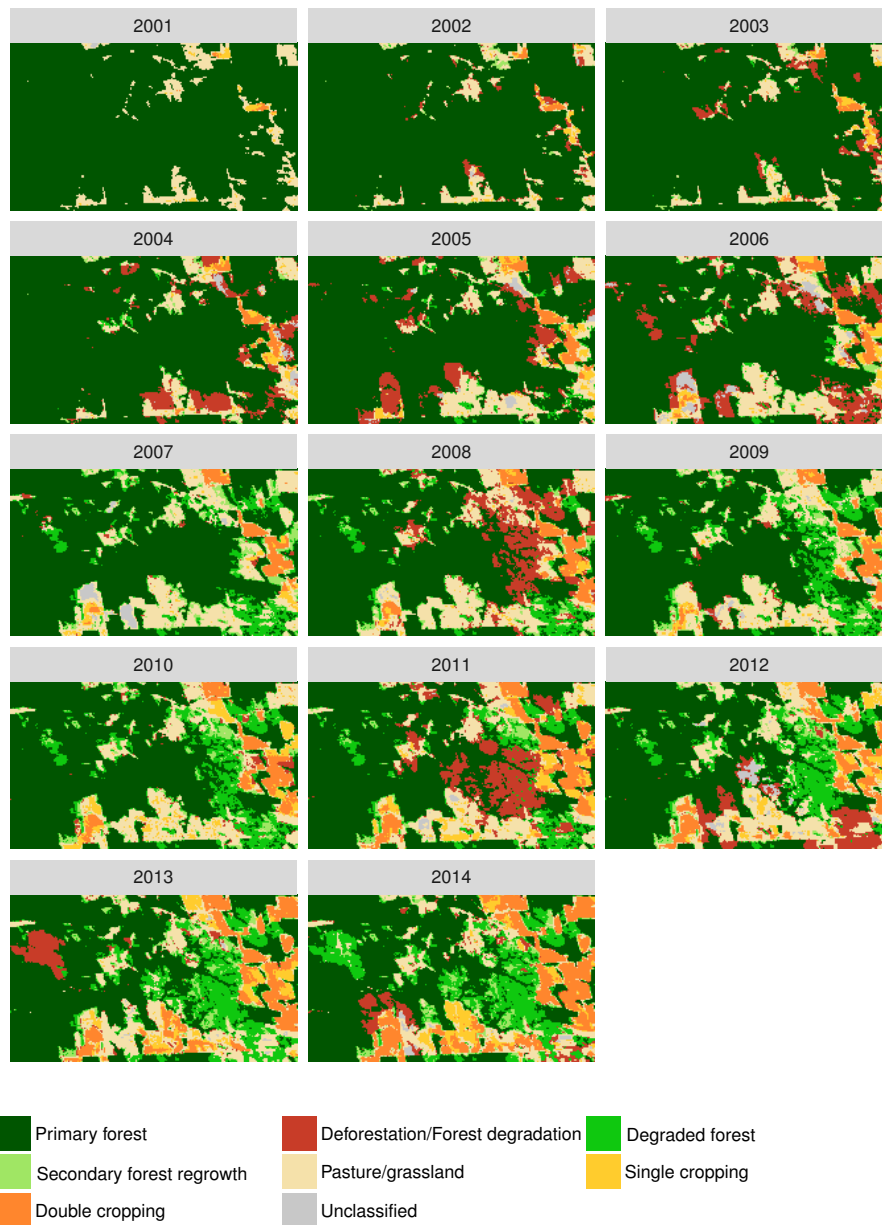 2001 2002 2003
2004 2005 2006
2007 2008 2009
2010 2011 2012
2013 2014
Primary forest Deforestation/Forest degradation Degraded forest
Secondary forest regrowth Pasture/grassland Single cropping
Double cropping Unclassified